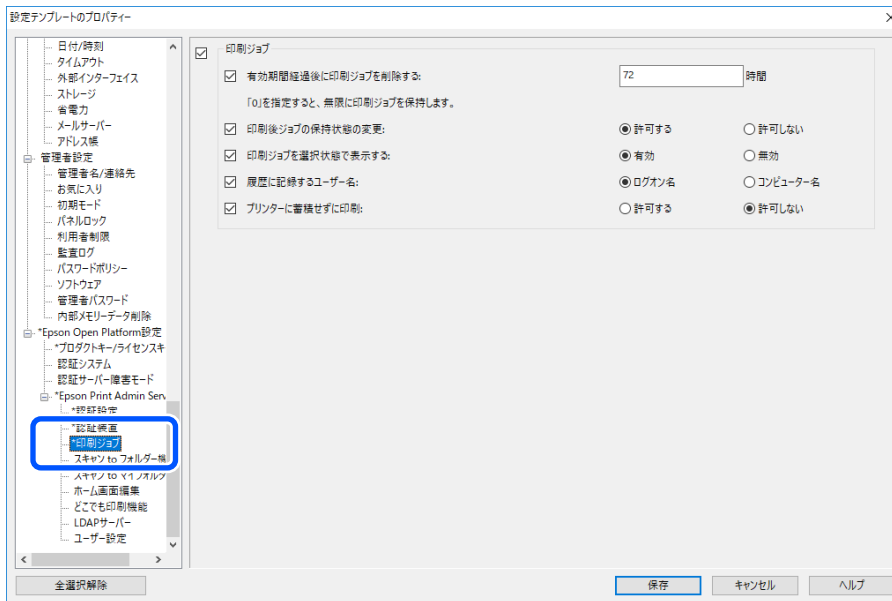 設定テンプレートのプロパティー
日付/時刻
タイムアウト
外部インターフェイス
ストレージ
省電力
メールサーバー
アドレス帳
管理者設定
管理者名/連絡先
お気に入り
初期モード
パネルロック
利用者制限
監査ログ
パスワードポリシー
ソフトウェア
管理者パスワード
内部メモリーデータ削除
*Epson Open Platform設定
*プロダクトキー/ライセンスキ
認証システム
認証サーバー障害モード
*Epson Print Admin Serv
*認証設定
*認証装置
*印刷ジョブ
スキャン to フォルダー機
スキャン to マイフォルダ
ホーム画面編集
どこでも印刷機能
LDAPサーバー
ユーザー設定
印刷ジョブ
有効期間経過後に印刷ジョブを削除する: 72 時間
「0」を指定すると、無限に印刷ジョブを保持します。
印刷後ジョブの保持状態の変更: 許可する 許可しない
印刷ジョブを選択状態で表示する: 有効 無効
履歴に記録するユーザー名: ログオン名 コンピューター名
プリンターに蓄積せずに印刷: 許可する 許可しない
全選択解除 保存 キャンセル ヘルプ